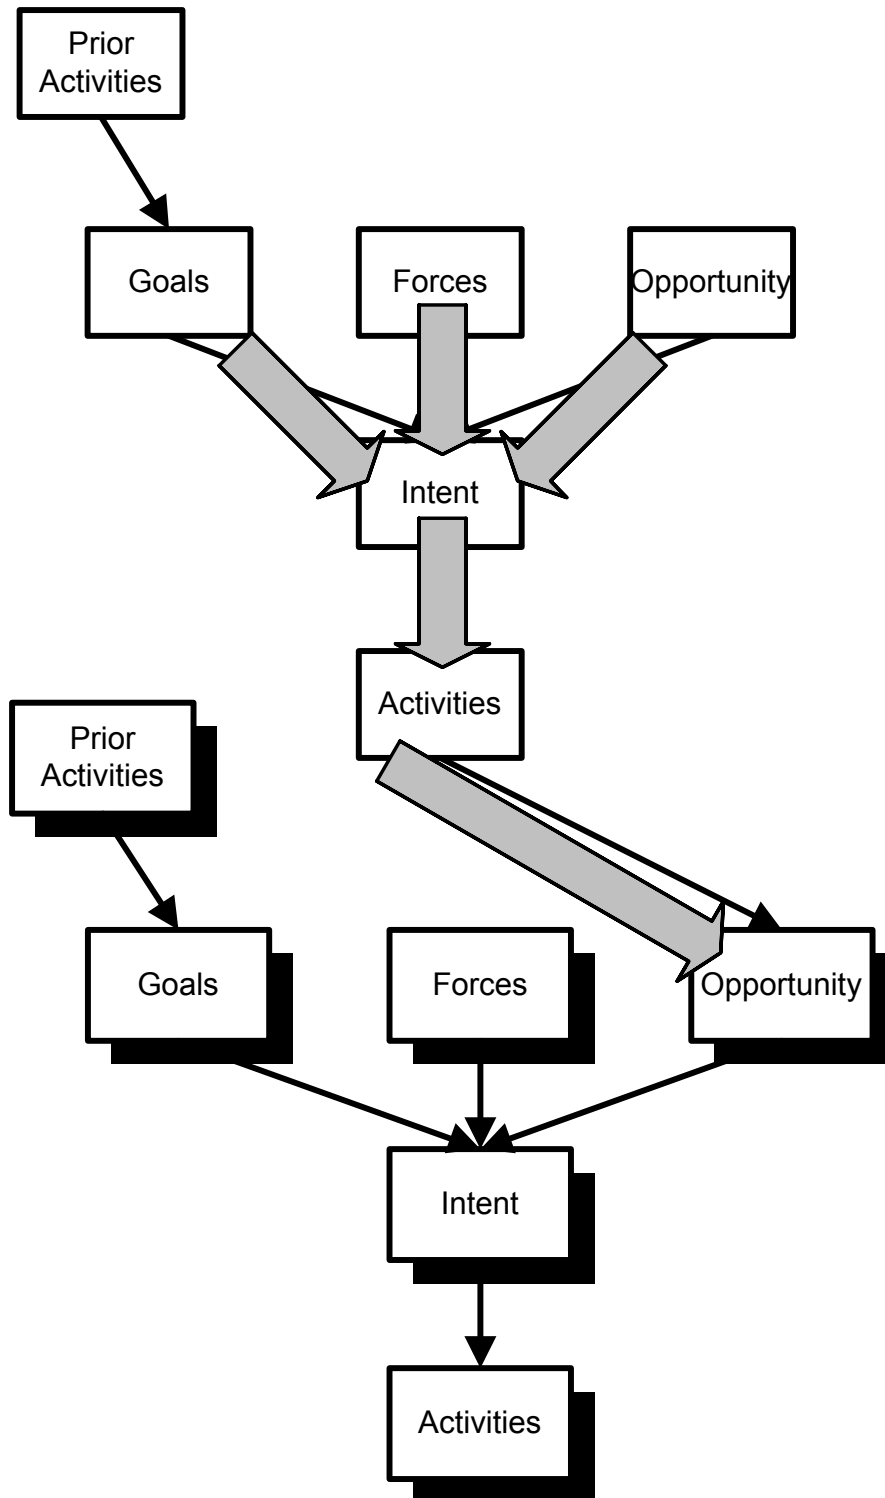 Prior
Activities
Goals
Forces
Opportunity
Intent
Activities
Prior
Activities
Goals
Forces
Opportunity
Intent
Activities